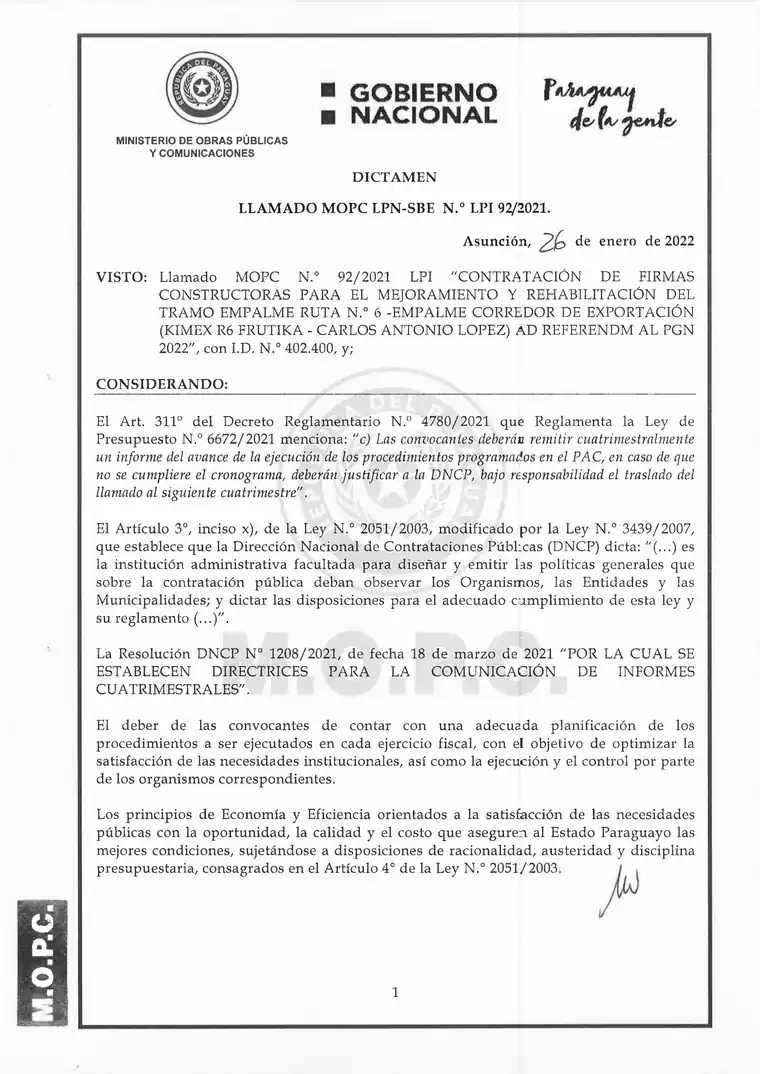 REPUBLICA DEL PARAGUAY
MINISTERIO DE OBRAS PÚBLICAS
Y COMUNICACIONES
GOBIERNO
NACIONAL
Paraguay
de la gente
DICTAMEN
LLAMADO MOPC LPN-SBE N.º LPI 92/2021.
Asunción, 26 de enero de 2022
VISTO: Llamado MOPC N.º 92/2021 LPI "CONTRATACIÓN DE FIRMAS
CONSTRUCTORAS PARA EL MEJORAMIENTO Y REHABILITACIÓN DEL
TRAMO EMPALME RUTA N.º 6 -EMPALME CORREDOR DE EXPORTACIÓN
(KIMEX R6 FRUTIKA - CARLOS ANTONIO LOPEZ) AD REFERENDM AL PGN
2022", con I.D. N.º 402.400, y;
CONSIDERANDO:
El Art. 311º del Decreto Reglamentario N.º 4780/2021 que Reglamenta la Ley de
Presupuesto N.º 6672/2021 menciona: "c) Las convocantes deberán remitir cuatrimestralmente
un informe del avance de la ejecución de los procedimientos programados en el PAC, en caso de que
no se cumpliere el cronograma, deberán justificar a la DNCP, bajo responsabilidad el traslado del
llamado al siguiente cuatrimestre".
El Artículo 3º, inciso x), de la Ley N.º 2051/2003, modificado por la Ley N.º 3439/2007,
que establece que la Dirección Nacional de Contrataciones Públicas (DNCP) dicta: "(...) es
la institución administrativa facultada para diseñar y emitir las políticas generales que
sobre la contratación pública deban observar los Organismos, las Entidades y las
Municipalidades; y dictar las disposiciones para el adecuado cumplimiento de esta ley y
su reglamento (...)".
La Resolución DNCP Nº 1208/2021, de fecha 18 de marzo de 2021 "POR LA CUAL SE
ESTABLECEN DIRECTRICES PARA LA COMUNICACIÓN DE INFORMES
CUATRIMESTRALES".
M.O.P.C.
El deber de las convocantes de contar con una adecuada planificación de los
procedimientos a ser ejecutados en cada ejercicio fiscal, con el objetivo de optimizar la
satisfacción de las necesidades institucionales, así como la ejecución y el control por parte
de los organismos correspondientes.
Los principios de Economía y Eficiencia orientados a la satisfacción de las necesidades
públicas con la oportunidad, la calidad y el costo que aseguren al Estado Paraguayo las
mejores condiciones, sujetándose a disposiciones de racionalidad, austeridad y disciplina
presupuestaria, consagrados en el Artículo 4º de la Ley N.º 2051/2003.
M.O.P.C.
1